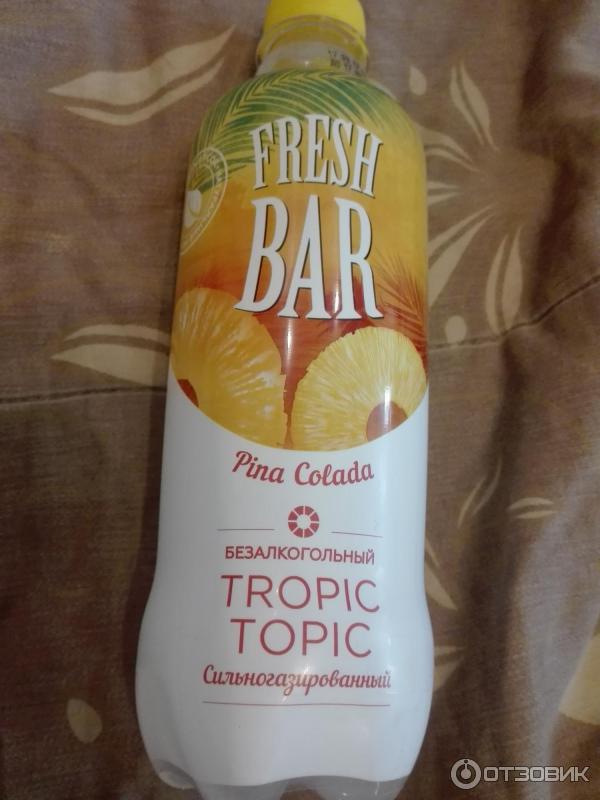 FRESH
BAR
Pina Colada
БЕЗАЛКОГОЛЬНЫЙ
TROPIC
TOPIC
Сильногазированный
ОТЗОВИК